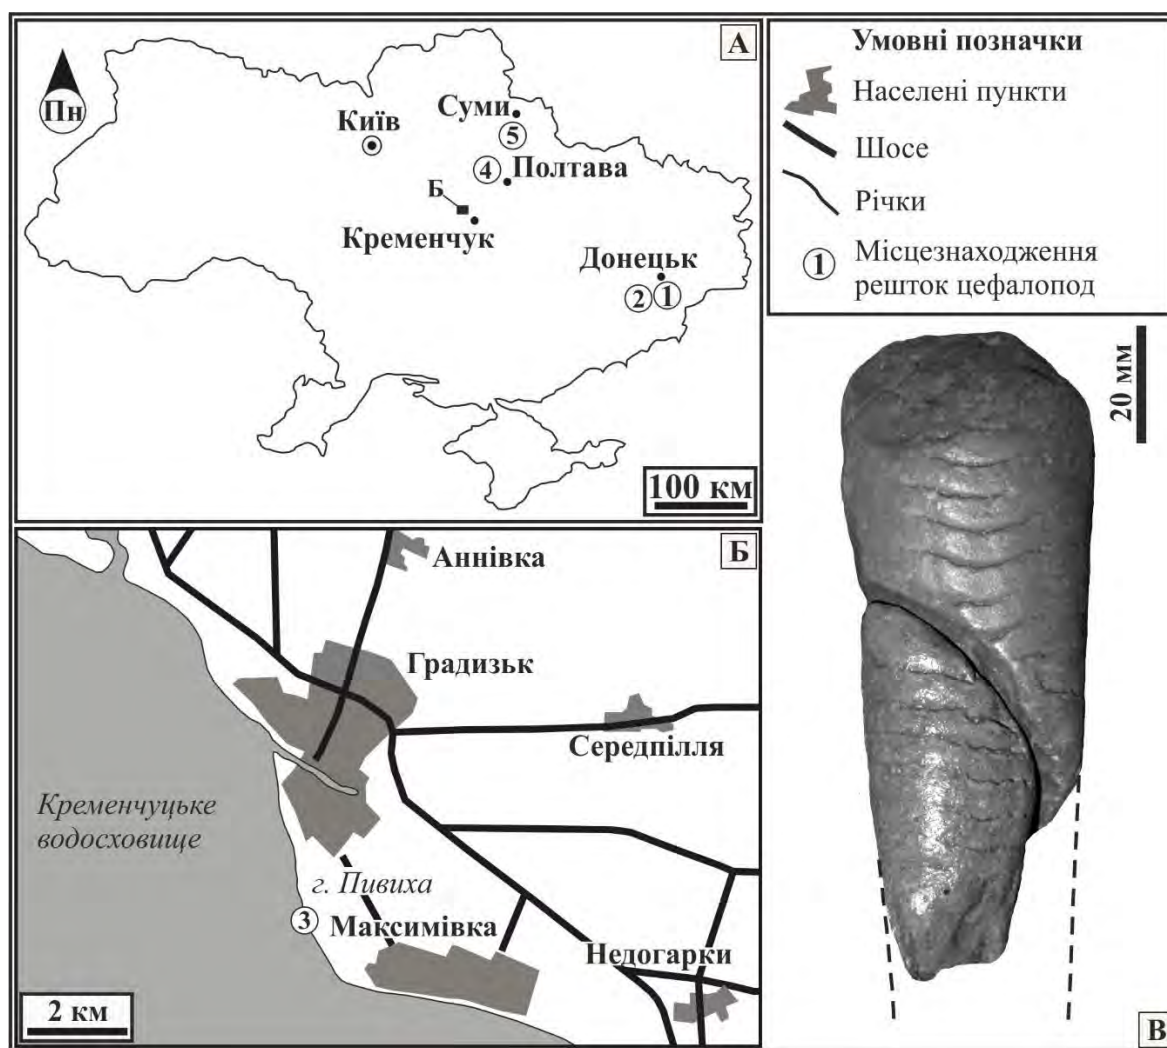 А
Пн
Київ
Суми
5
4
Полтава
Б
Кременчук
Донецьк
2
1
100 км
Умовні позначки
Населені пункти
Шосе
Річки
1
Місцезнаходження
решток цефалопод
20 мм
В
Б
Аннівка
Градизьк
Середпілля
Кременчуцьке
водосховище
г. Пивиха
3
Максимівка
Недогарки
2 км